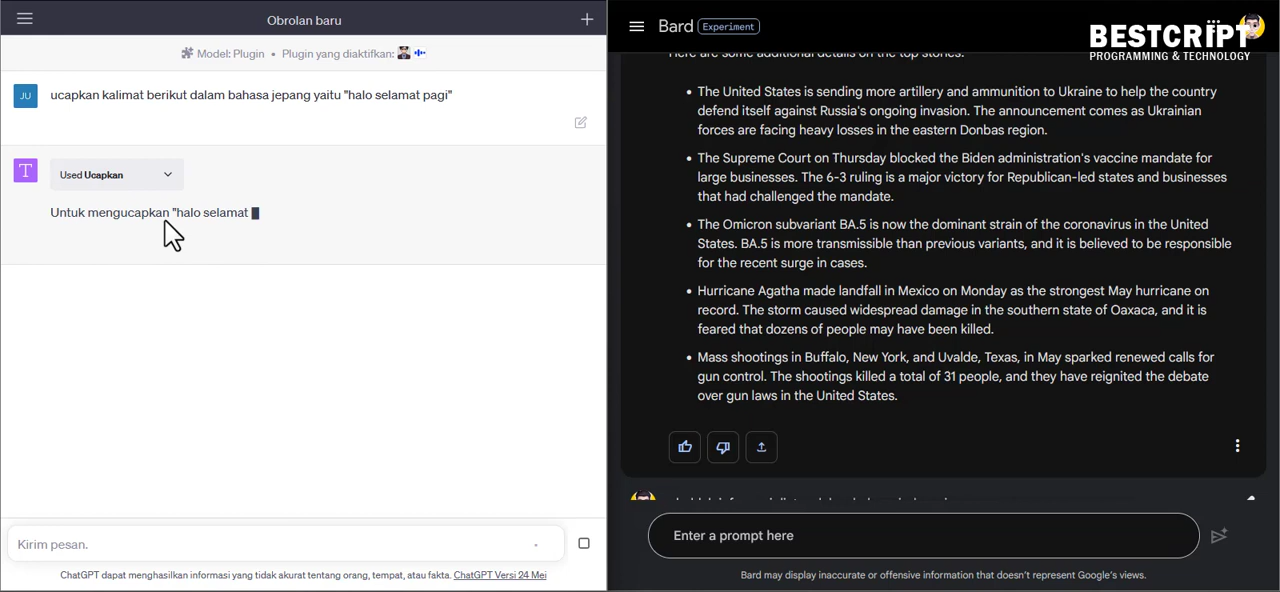 Obrolan baru
Model: Plugin • Plugin yang diaktifkan:
JU
ucapkan kalimat berikut dalam bahasa jepang yaitu "halo selamat pagi"
T
Used Ucapkan
Untuk mengucapkan "halo selamat
Kirim pesan.
ChatGPT dapat menghasilkan informasi yang tidak akurat tentang orang, tempat, atau fakta. ChatGPT Versi 24 Mei
Bard Experiment
BESTCRIPT
PROGRAMMING & TECHNOLOGY
Here are some additional details on the top stories:
• The United States is sending more artillery and ammunition to Ukraine to help the country
defend itself against Russia's ongoing invasion. The announcement comes as Ukrainian
forces are facing heavy losses in the eastern Donbas region.
• The Supreme Court on Thursday blocked the Biden administration's vaccine mandate for
large businesses. The 6-3 ruling is a major victory for Republican-led states and businesses
that had challenged the mandate.
• The Omicron subvariant BA.5 is now the dominant strain of the coronavirus in the United
States. BA.5 is more transmissible than previous variants, and it is believed to be responsible
for the recent surge in cases.
• Hurricane Agatha made landfall in Mexico on Monday as the strongest May hurricane on
record. The storm caused widespread damage in the southern state of Oaxaca, and it is
feared that dozens of people may have been killed.
• Mass shootings in Buffalo, New York, and Uvalde, Texas, in May sparked renewed calls for
gun control. The shootings killed a total of 31 people, and they have reignited the debate
over gun laws in the United States.
Enter a prompt here
Bard may display inaccurate or offensive information that doesn't represent Google's views.